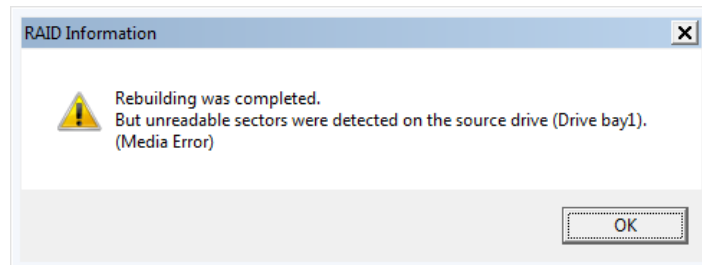 RAID Information
Rebuilding was completed.
But unreadable sectors were detected on the source drive (Drive bay1).
(Media Error)
OK